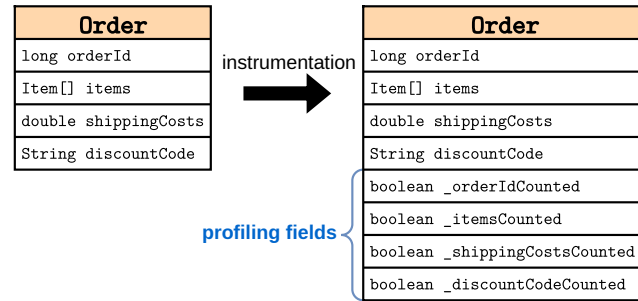 Order
long orderId
Item[] items
double shippingCosts
String discountCode
instrumentation
Order
long orderId
Item[] items
double shippingCosts
String discountCode
boolean _orderIdCounted
boolean _itemsCounted
boolean _shippingCostsCounted
boolean _discountCodeCounted
profiling fields